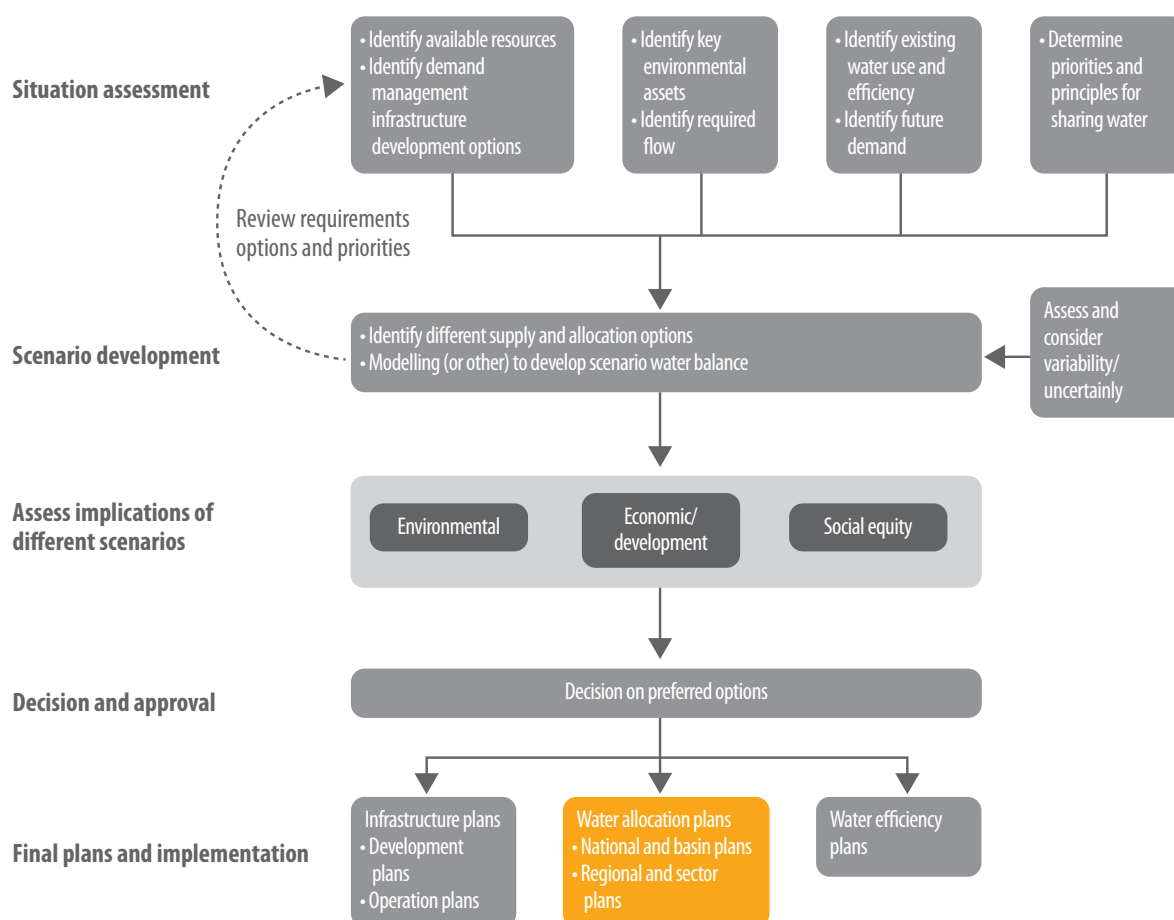 Situation assessment
• Identify available resources
• Identify demand
management
infrastructure
development options
• Identify key
environmental
assets
• Identify required
flow
• Identify existing
water use and
efficiency
• Identify future
demand
• Determine
priorities and
principles for
sharing water
Review requirements
options and priorities
Scenario development
• Identify different supply and allocation options
• Modelling (or other) to develop scenario water balance
Assess and
consider
variability/
uncertainly
Assess implications of
different scenarios
Environmental
Economic/
development
Social equity
Decision and approval
Decision on preferred options
Final plans and implementation
Infrastructure plans
• Development
plans
• Operation plans
Water allocation plans
• National and basin plans
• Regional and sector
plans
Water efficiency
plans